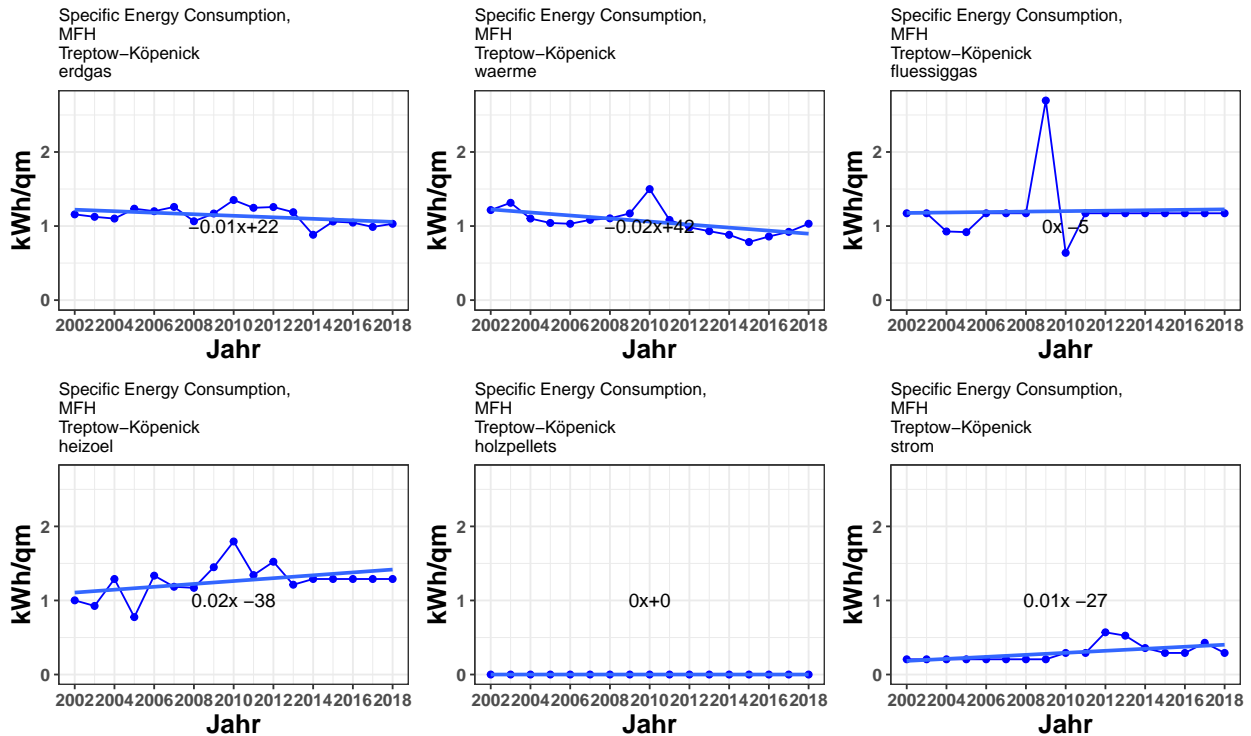 Specific Energy Consumption,
MFH
Treptow−Köpenick
erdgas
2
1
0
kWh/qm
−0.01x+22
2002 2004 2006 2008 2010 2012 2014 2016 2018
Jahr
Specific Energy Consumption,
MFH
Treptow−Köpenick
waerme
2
1
0
kWh/qm
−0.02x+42
2002 2004 2006 2008 2010 2012 2014 2016 2018
Jahr
Specific Energy Consumption,
MFH
Treptow−Köpenick
fluessiggas
2
1
0
kWh/qm
0x −5
2002 2004 2006 2008 2010 2012 2014 2016 2018
Jahr
Specific Energy Consumption,
MFH
Treptow−Köpenick
heizoel
2
1
0
kWh/qm
0.02x −38
2002 2004 2006 2008 2010 2012 2014 2016 2018
Jahr
Specific Energy Consumption,
MFH
Treptow−Köpenick
holzpellets
2
1
0
kWh/qm
0x+0
2002 2004 2006 2008 2010 2012 2014 2016 2018
Jahr
Specific Energy Consumption,
MFH
Treptow−Köpenick
strom
2
1
0
kWh/qm
0.01x −27
2002 2004 2006 2008 2010 2012 2014 2016 2018
Jahr